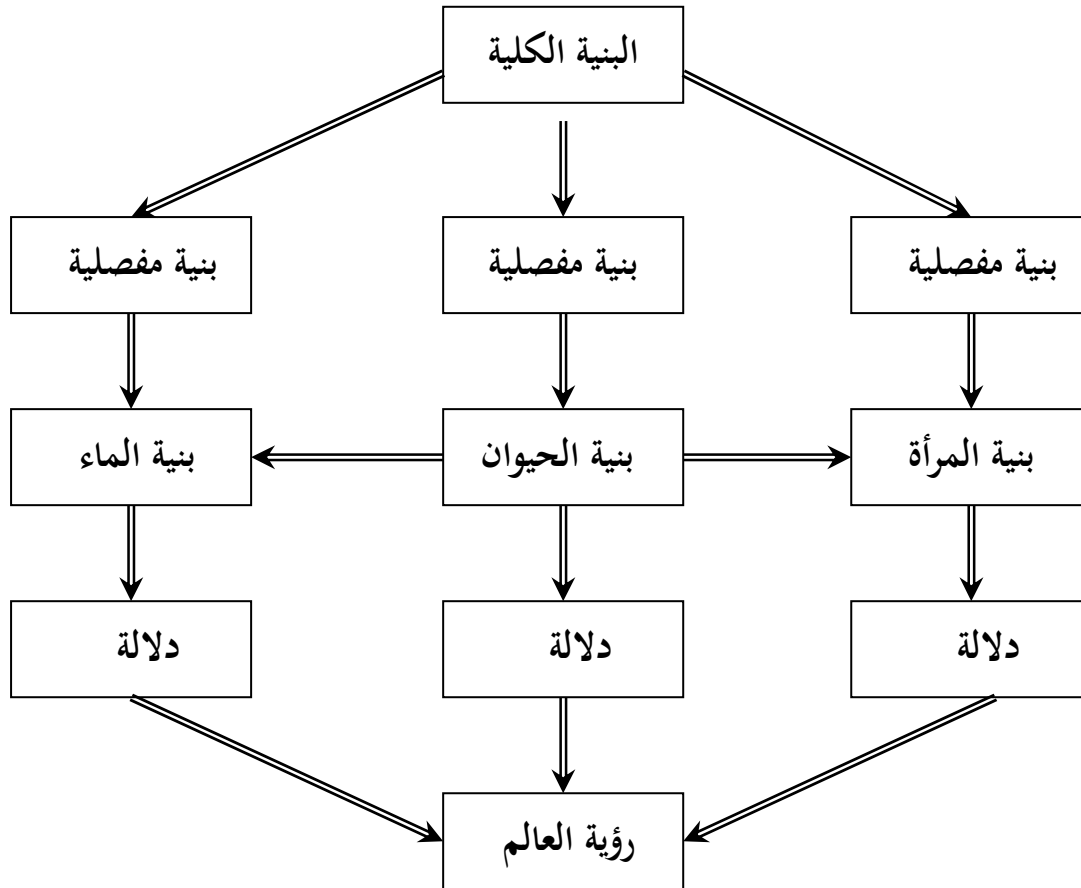 البنية الكلية
بنية مفصلية
بنية مفصلية
بنية مفصلية
بنية المرأة
بنية الحيوان
بنية الماء
دلالة
دلالة
دلالة
رؤية العالم